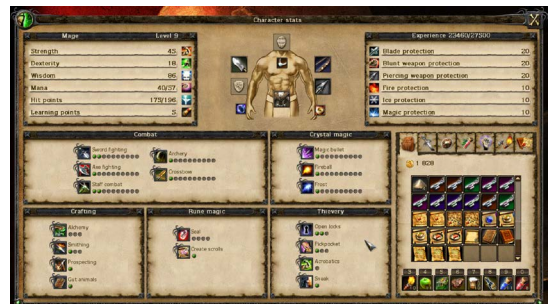 Character stats
Mage Level 9
Strength 45
Dexterity 18
Wisdom 86
Mana 40/37
Hit points 175/196
Learning points 5
Experience 23460/27500
Blade protection 20
Blunt weapon protection 20
Piercing weapon protection 20
Fire protection 10
Ice protection 10
Magic protection 10
Combat
Sword fighting
Axe fighting
Staff combat
Archery
Crossbow
Crystal magic
Magic bullet
Fireball
Frost
1 828
Crafting
Alchemy
Smithing
Prospecting
Gut animals
Rune magic
Seal
Create scrolls
Thievery
Open locks
Pickpocket
Acrobatics
Sneak